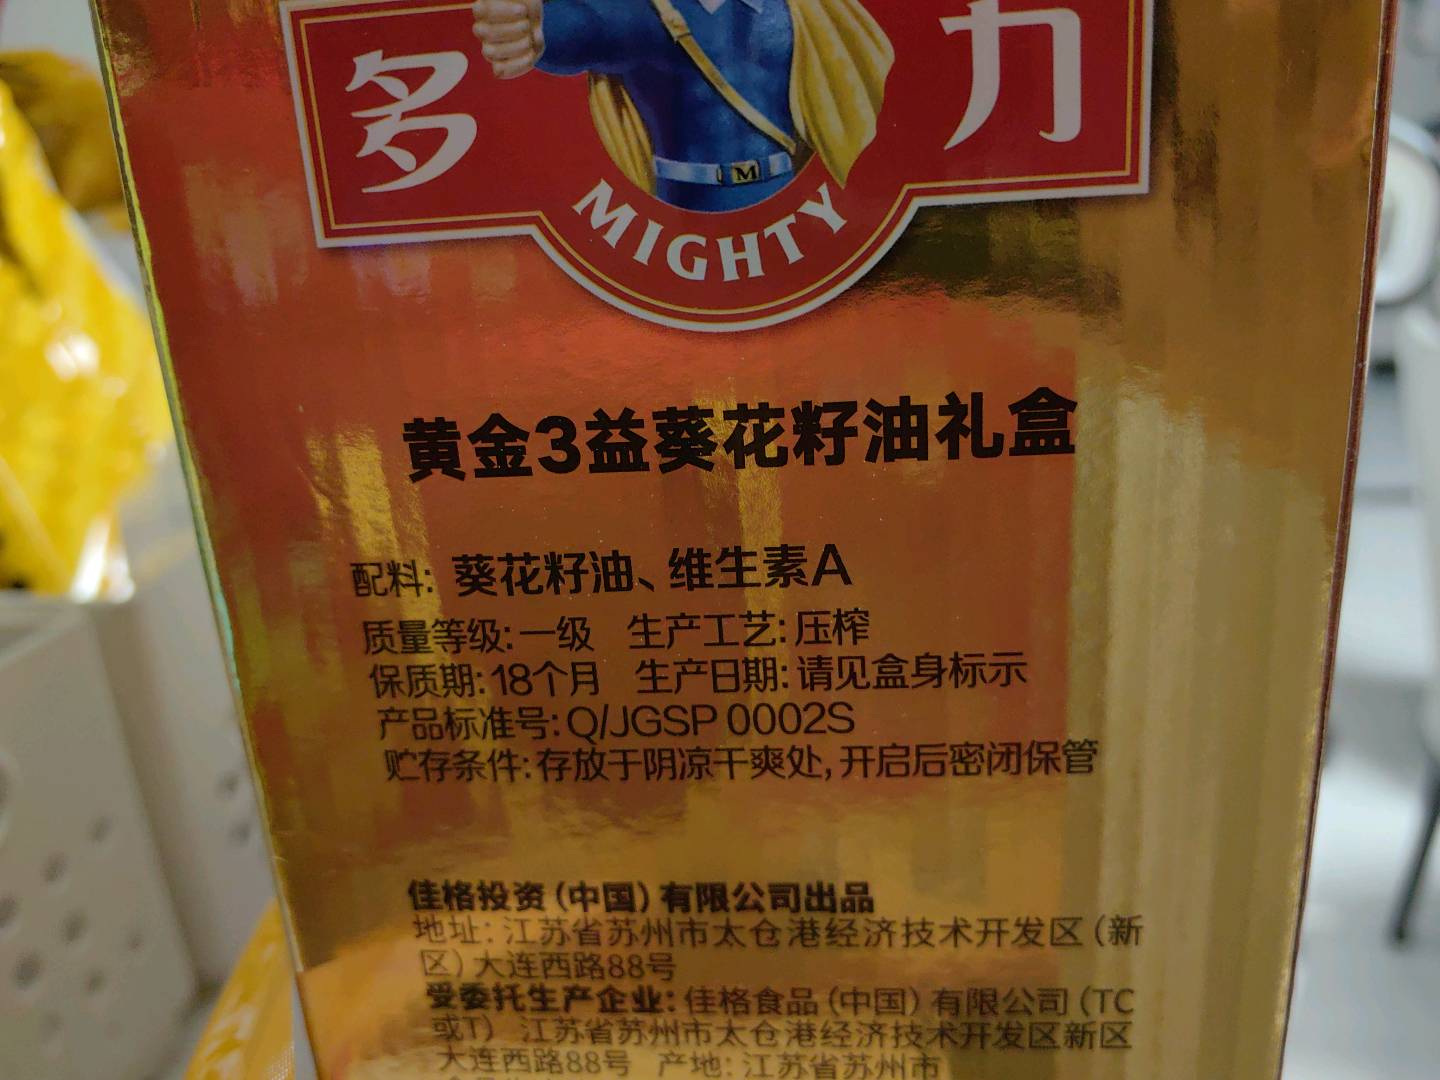 多 力
M
MIGHTY
黄金3益葵花籽油礼盒
配料: 葵花籽油、维生素A
质量等级: 一级 生产工艺: 压榨
保质期: 18个月 生产日期: 请见盒身标示
产品标准号: Q/JGSP 0002S
贮存条件: 存放于阴凉干爽处, 开启后密闭保管
佳格投资 (中国) 有限公司出品
地址: 江苏省苏州市太仓港经济技术开发区 (新
区) 大连西路88号
受委托生产企业: 佳格食品 (中国) 有限公司 (TC
或T) 江苏省苏州市太仓港经济技术开发区新区
大连西路88号 产地: 江苏省苏州市